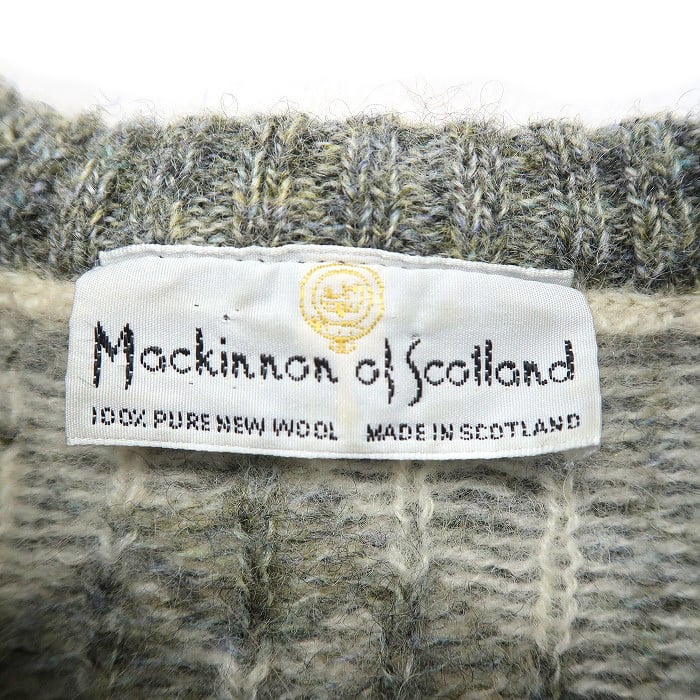 Mackinnon of Scotland
100% PURE NEW WOOL MADE IN SCOTLAND